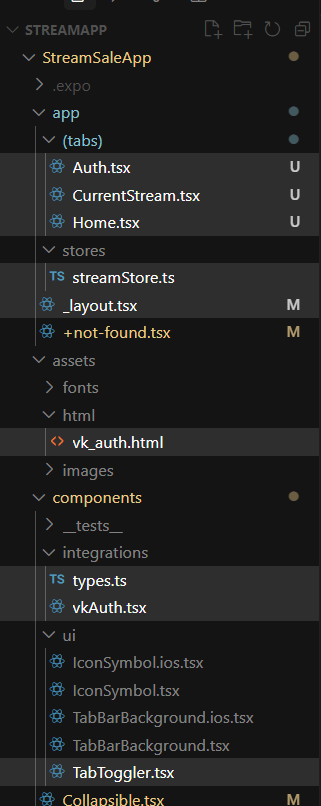 STREAMAPP
StreamSaleApp
.expo
app
(tabs)
Auth.tsx U
CurrentStream.tsx U
Home.tsx U
stores
TS streamStore.ts
_layout.tsx M
+not-found.tsx M
assets
fonts
html
<> vk_auth.html
images
components
__tests__
integrations
TS types.ts
vkAuth.tsx
ui
IconSymbol.ios.tsx
IconSymbol.tsx
TabBarBackground.ios.tsx
TabBarBackground.tsx
TabToggler.tsx
Collapsible.tsx M